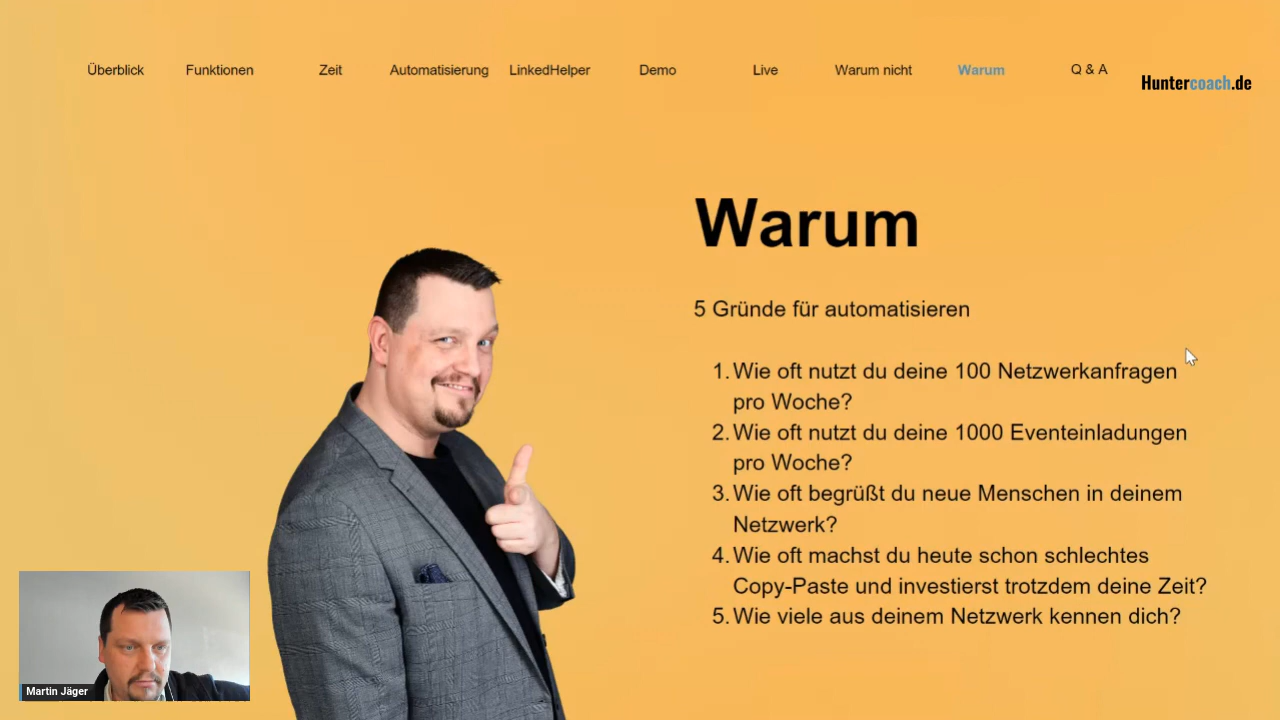 Überblick Funktionen Zeit Automatisierung LinkedHelper Demo Live Warum nicht Warum Q & A
Huntercoach.de
Warum
5 Gründe für automatisieren
1. Wie oft nutzt du deine 100 Netzwerkanfragen
pro Woche?
2. Wie oft nutzt du deine 1000 Eventeinladungen
pro Woche?
3. Wie oft begrüßt du neue Menschen in deinem
Netzwerk?
4. Wie oft machst du heute schon schlechtes
Copy-Paste und investierst trotzdem deine Zeit?
5. Wie viele aus deinem Netzwerk kennen dich?
Martin Jäger